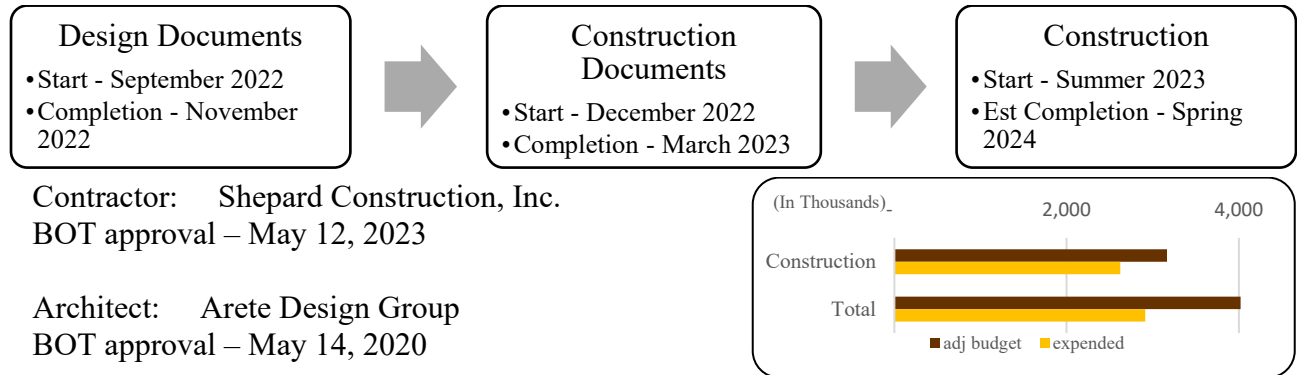 Design Documents
•Start - September 2022
•Completion - November
2022
Construction
Documents
•Start - December 2022
•Completion - March 2023
Construction
•Start - Summer 2023
•Est Completion - Spring
2024
Contractor: Shepard Construction, Inc.
BOT approval – May 12, 2023
Architect: Arete Design Group
BOT approval – May 14, 2020
(In Thousands) - 2,000 4,000
Construction
Total
adj budget expended